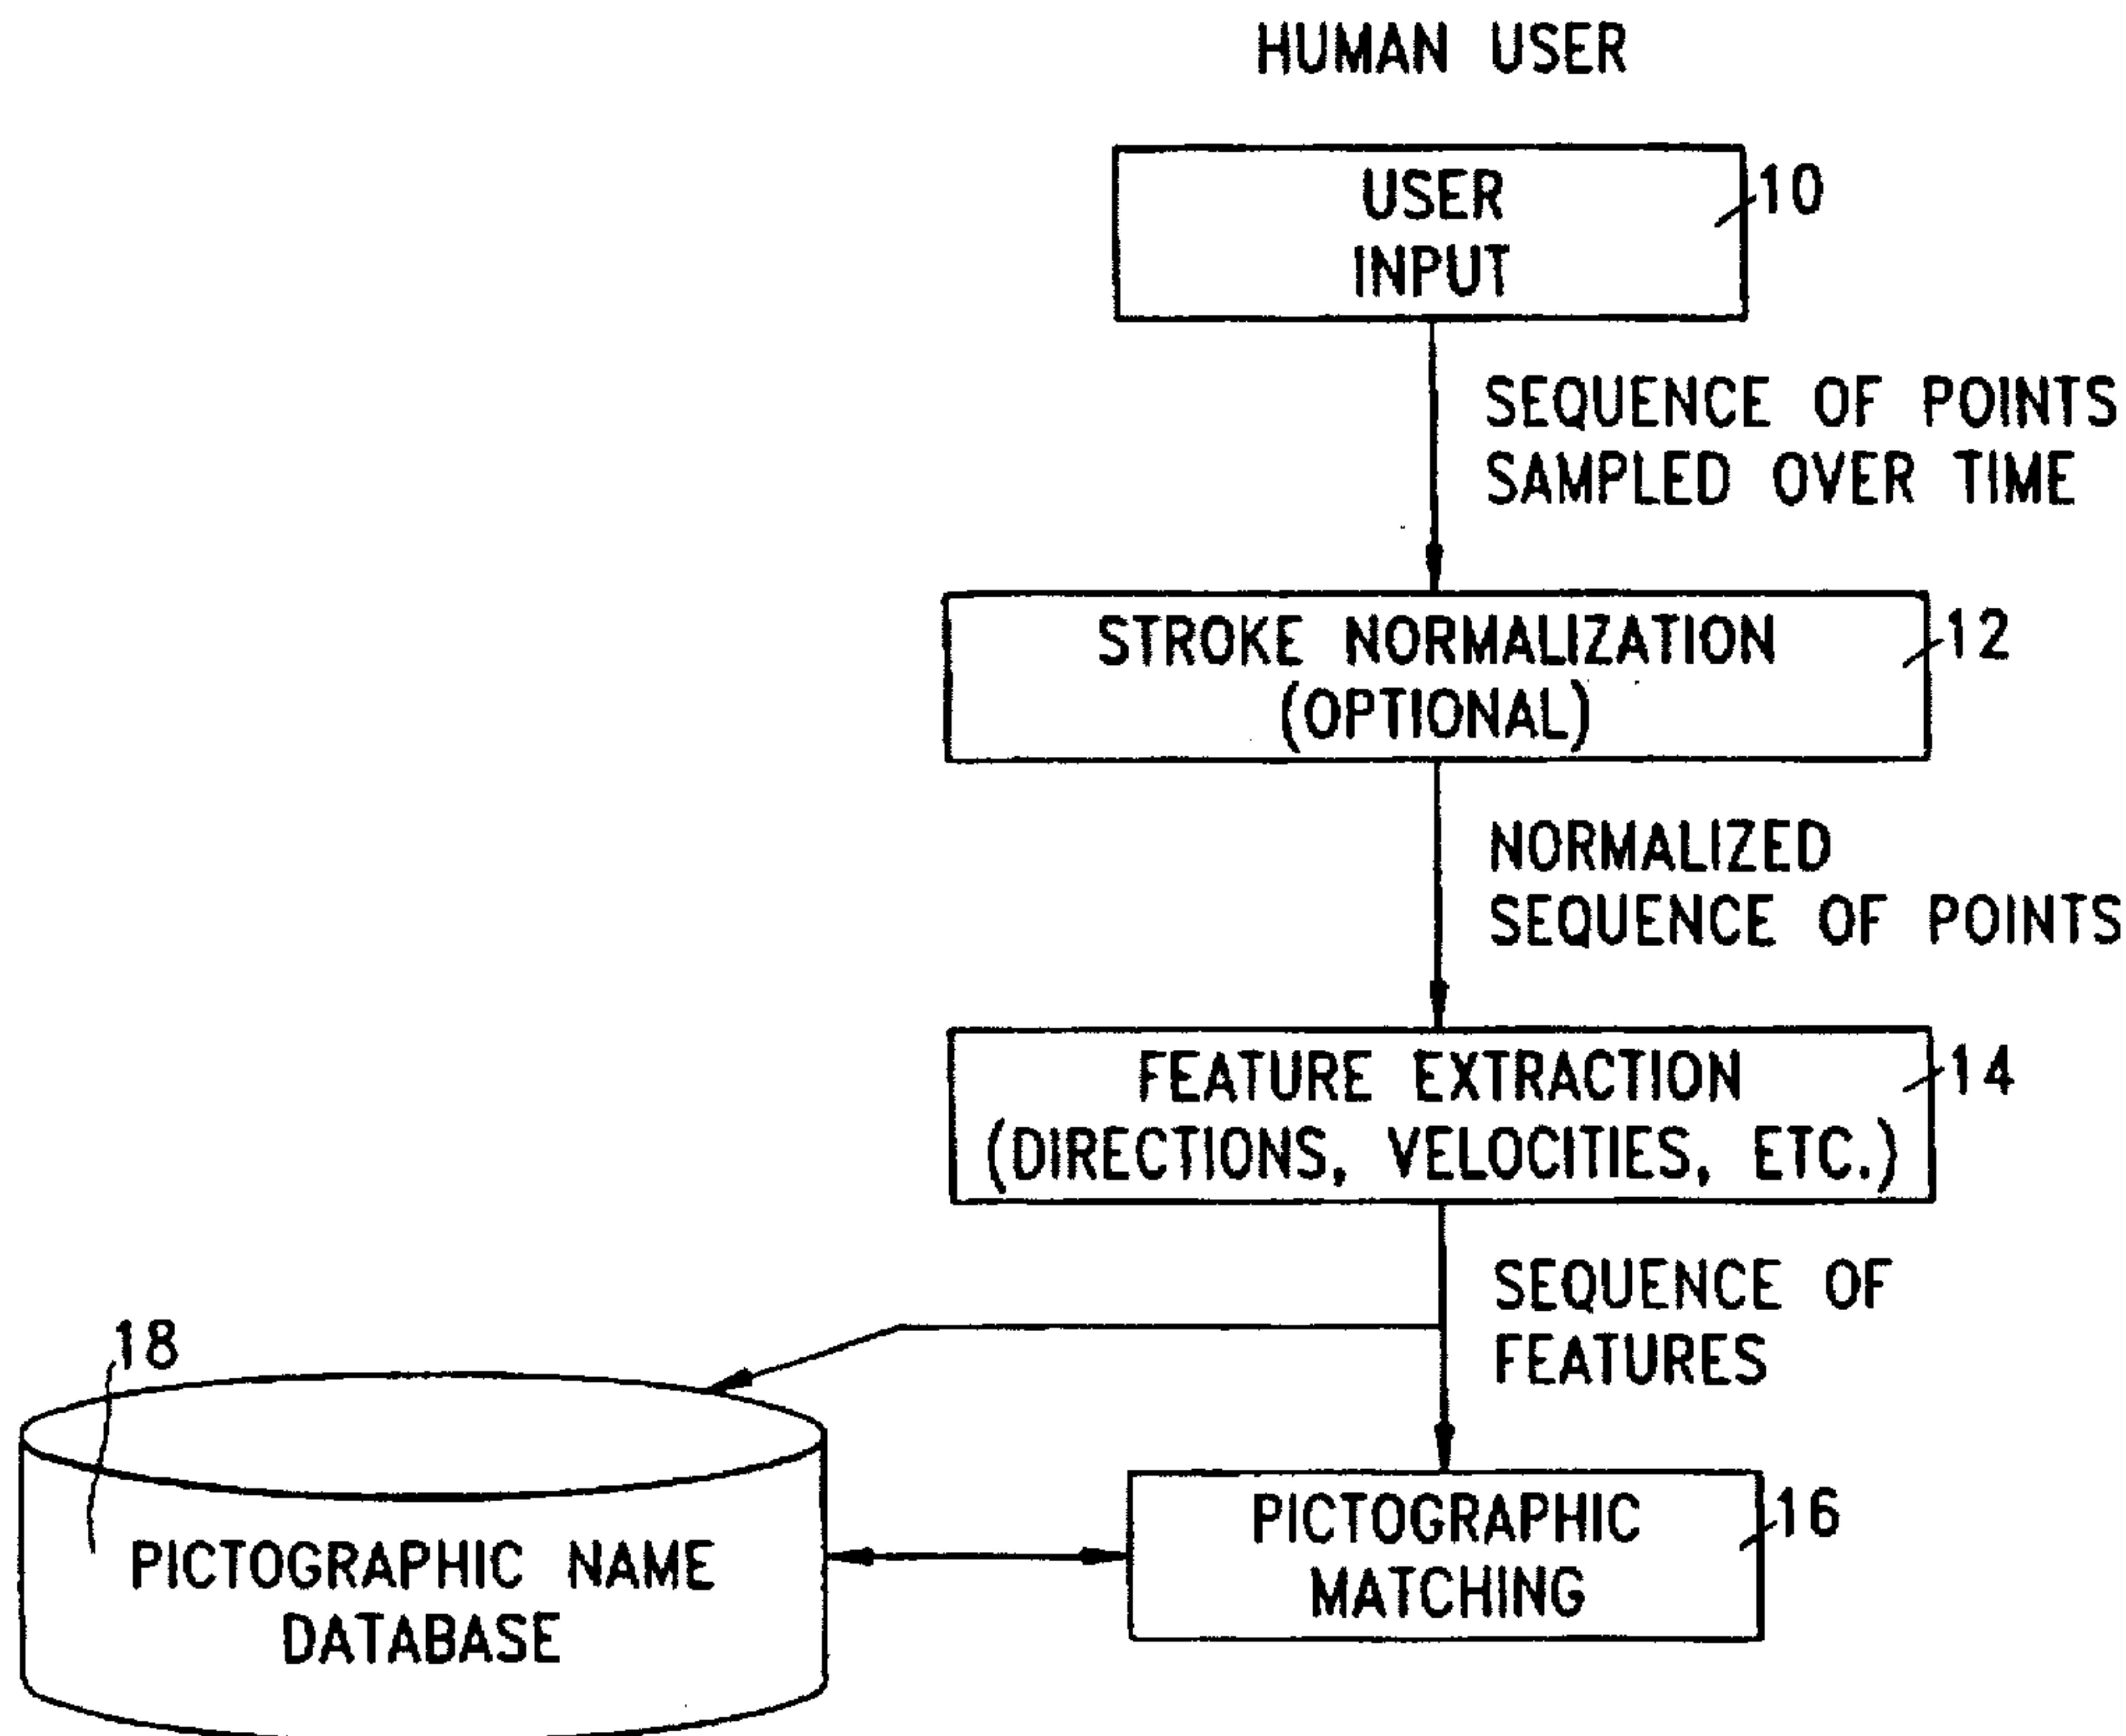 HUMAN USER
USER
INPUT
10
SEQUENCE OF POINTS
SAMPLED OVER TIME
STROKE NORMALIZATION
(OPTIONAL)
12
NORMALIZED
SEQUENCE OF POINTS
FEATURE EXTRACTION
(DIRECTIONS, VELOCITIES, ETC.)
14
SEQUENCE OF
FEATURES
18
PICTOGRAPHIC NAME
DATABASE
PICTOGRAPHIC
MATCHING
16